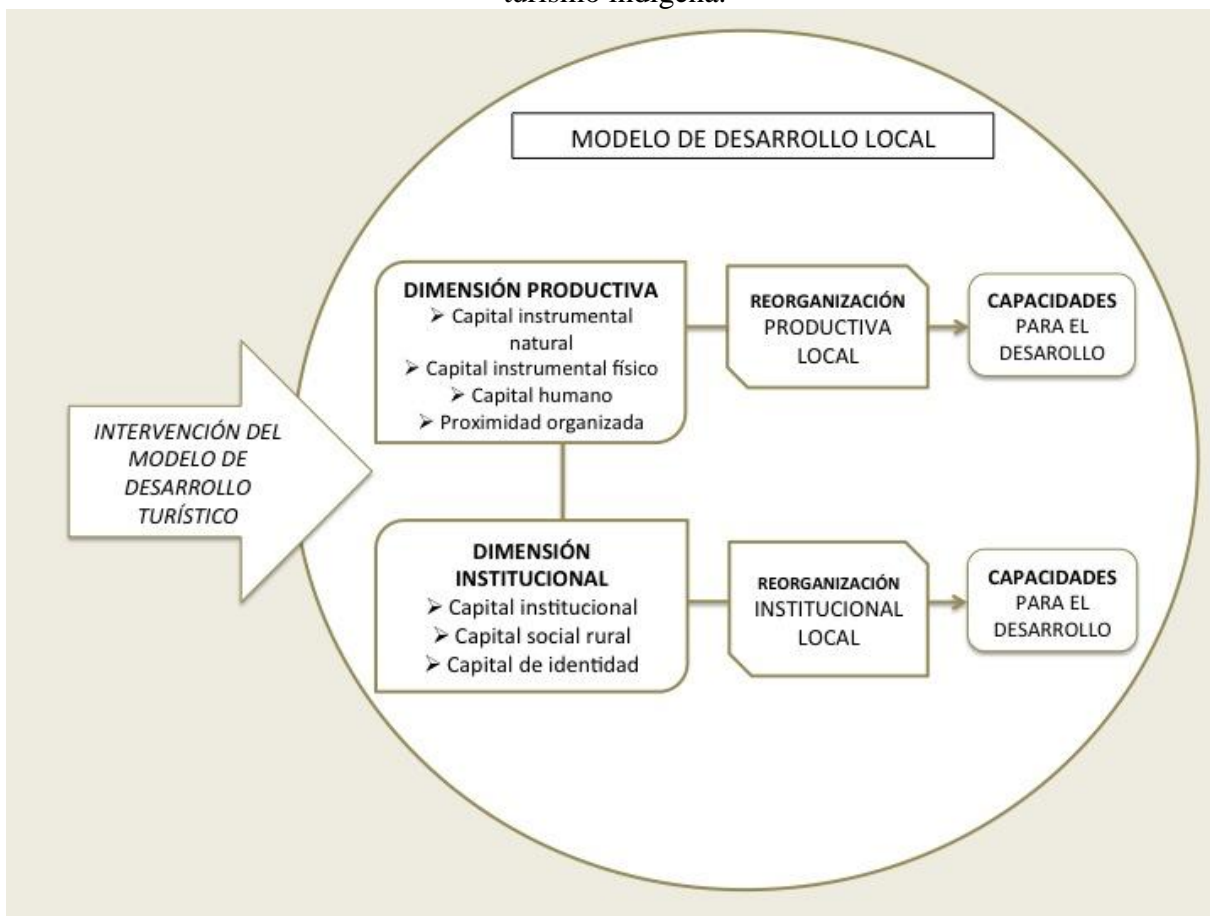 turismo indígena.
MODELO DE DESARROLLO LOCAL
INTERVENCIÓN DEL
MODELO DE
DESARROLLO
TURÍSTICO
DIMENSIÓN PRODUCTIVA
➢ Capital instrumental
natural
➢ Capital instrumental físico
➢ Capital humano
➢ Proximidad organizada
REORGANIZACIÓN
PRODUCTIVA
LOCAL
CAPACIDADES
PARA EL
DESAROLLO
DIMENSIÓN
INSTITUCIONAL
➢ Capital institucional
➢ Capital social rural
➢ Capital de identidad
REORGANIZACIÓN
INSTITUCIONAL
LOCAL
CAPACIDADES
PARA EL
DESAROLLO